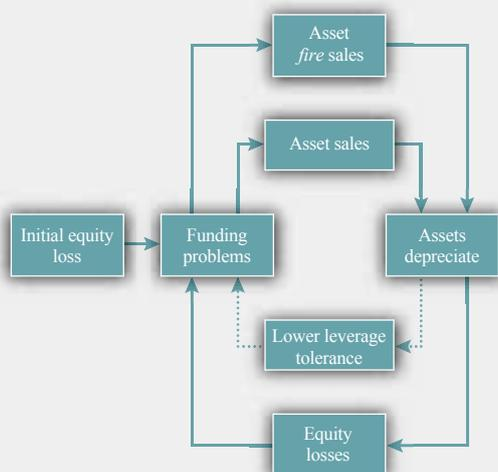 Asset
fire sales
Asset sales
Initial equity
loss
Funding
problems
Assets
depreciate
Lower leverage
tolerance
Equity
losses